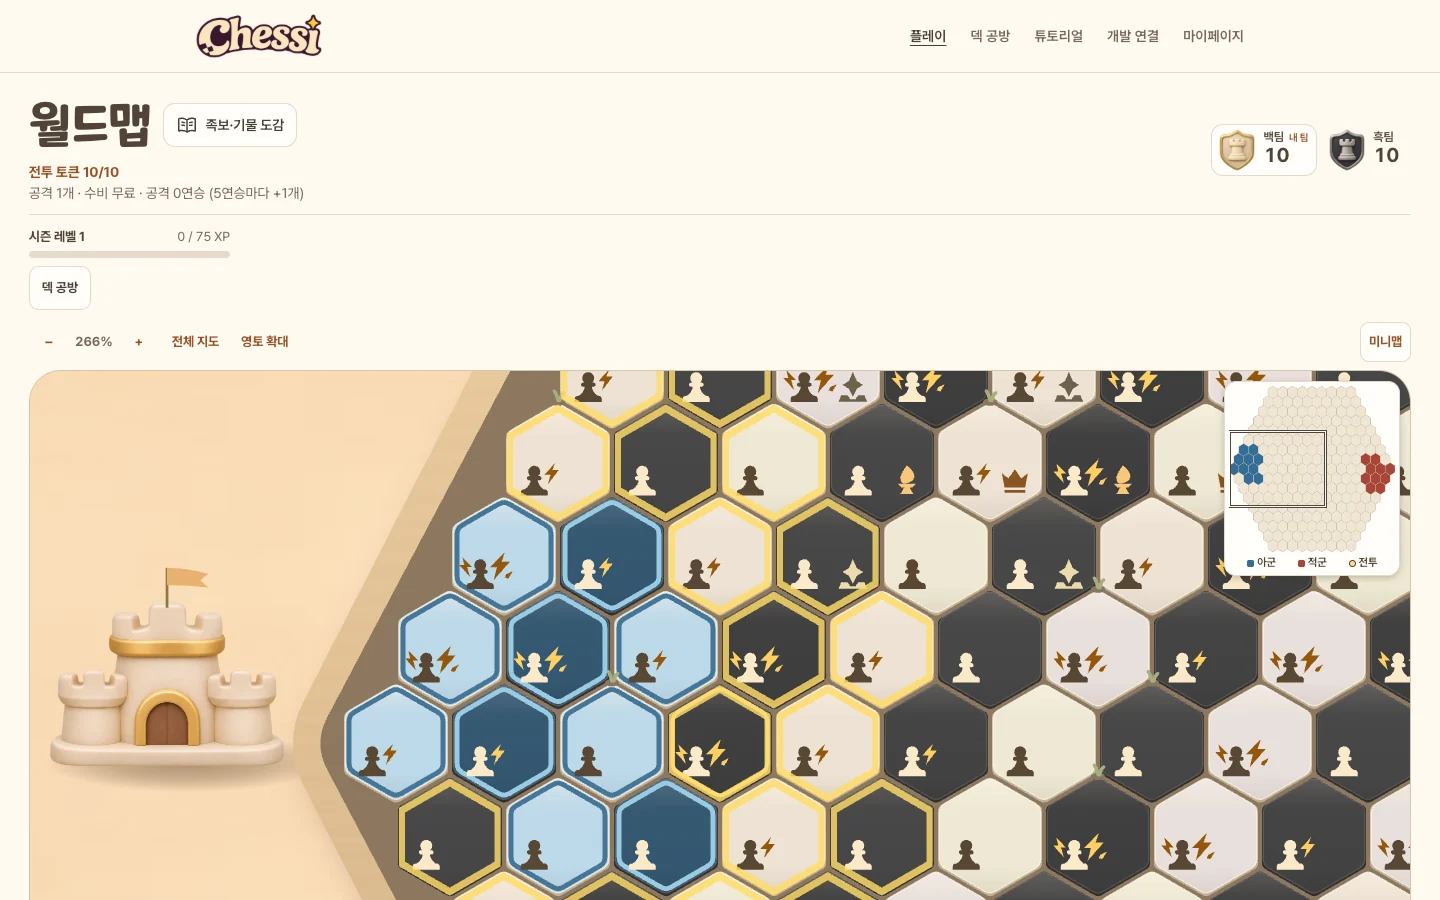 Chessi
플레이
덱 공방
튜토리얼
개발 연결
마이페이지
월드맵
족보·기물 도감
전투 토큰 10/10
공격 1개 · 수비 무료 · 공격 0연승 (5연승마다 +1개)
백팀 내 팀
10
흑팀
10
시즌 레벨 1
0 / 75 XP
덱 공방
− 266% +
전체 지도
영토 확대
미니맵
아군
적군
전투